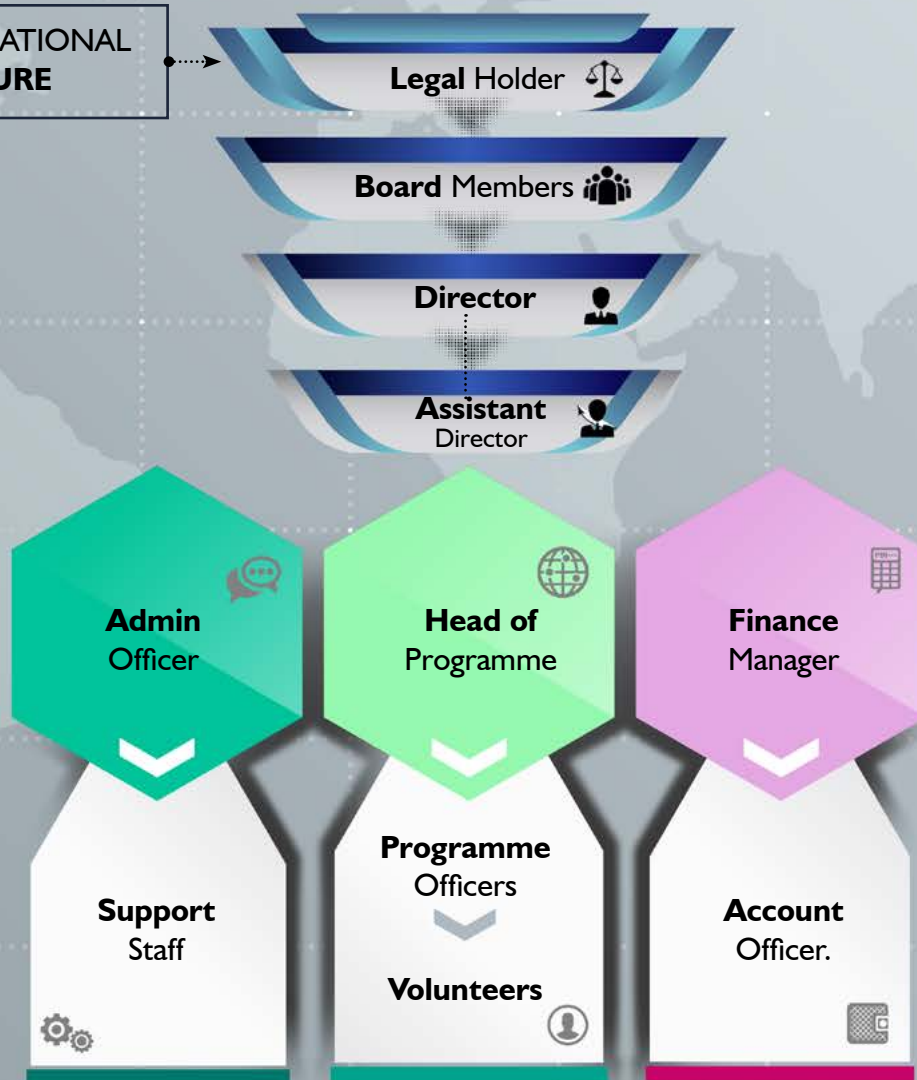 ATIONAL
URE
Legal Holder
Board Members
Director
Assistant
Director
Admin
Officer
Head of
Programme
Finance
Manager
Programme
Officers
Support
Staff
Account
Officer.
Volunteers